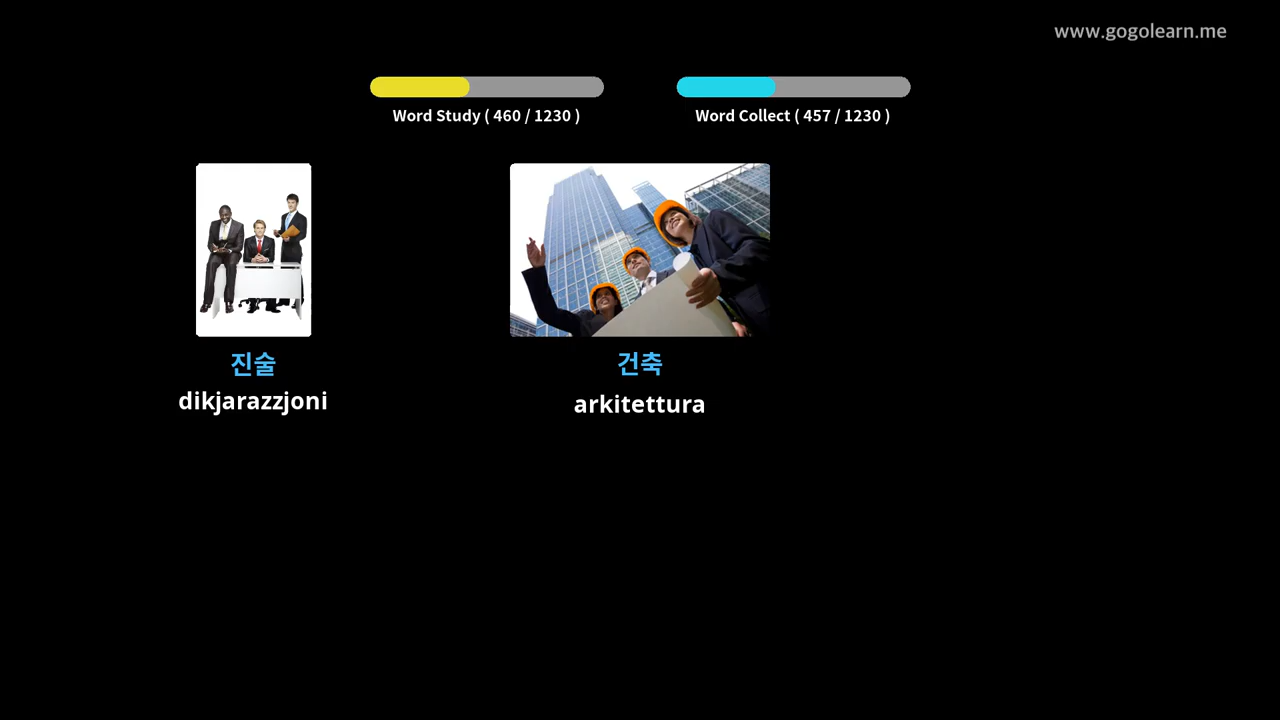 www.gogolearn.me
Word Study ( 460 / 1230 )
Word Collect ( 457 / 1230 )
진술
dikjarazzjoni
건축
arkitettura